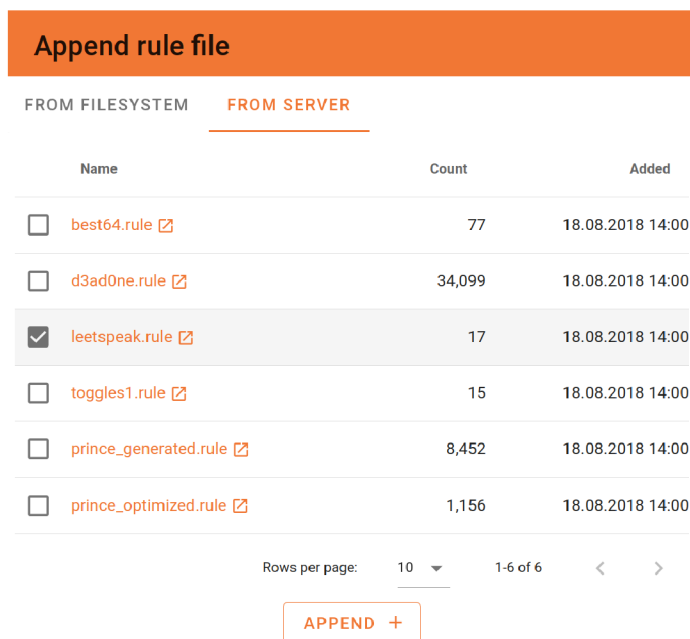 Append rule file
FROM FILESYSTEM FROM SERVER
Name Count Added
best64.rule 77 18.08.2018 14:00
d3ad0ne.rule 34,099 18.08.2018 14:00
leetspeak.rule 17 18.08.2018 14:00
toggles1.rule 15 18.08.2018 14:00
prince_generated.rule 8,452 18.08.2018 14:00
prince_optimized.rule 1,156 18.08.2018 14:00
Rows per page: 10 1-6 of 6
APPEND +